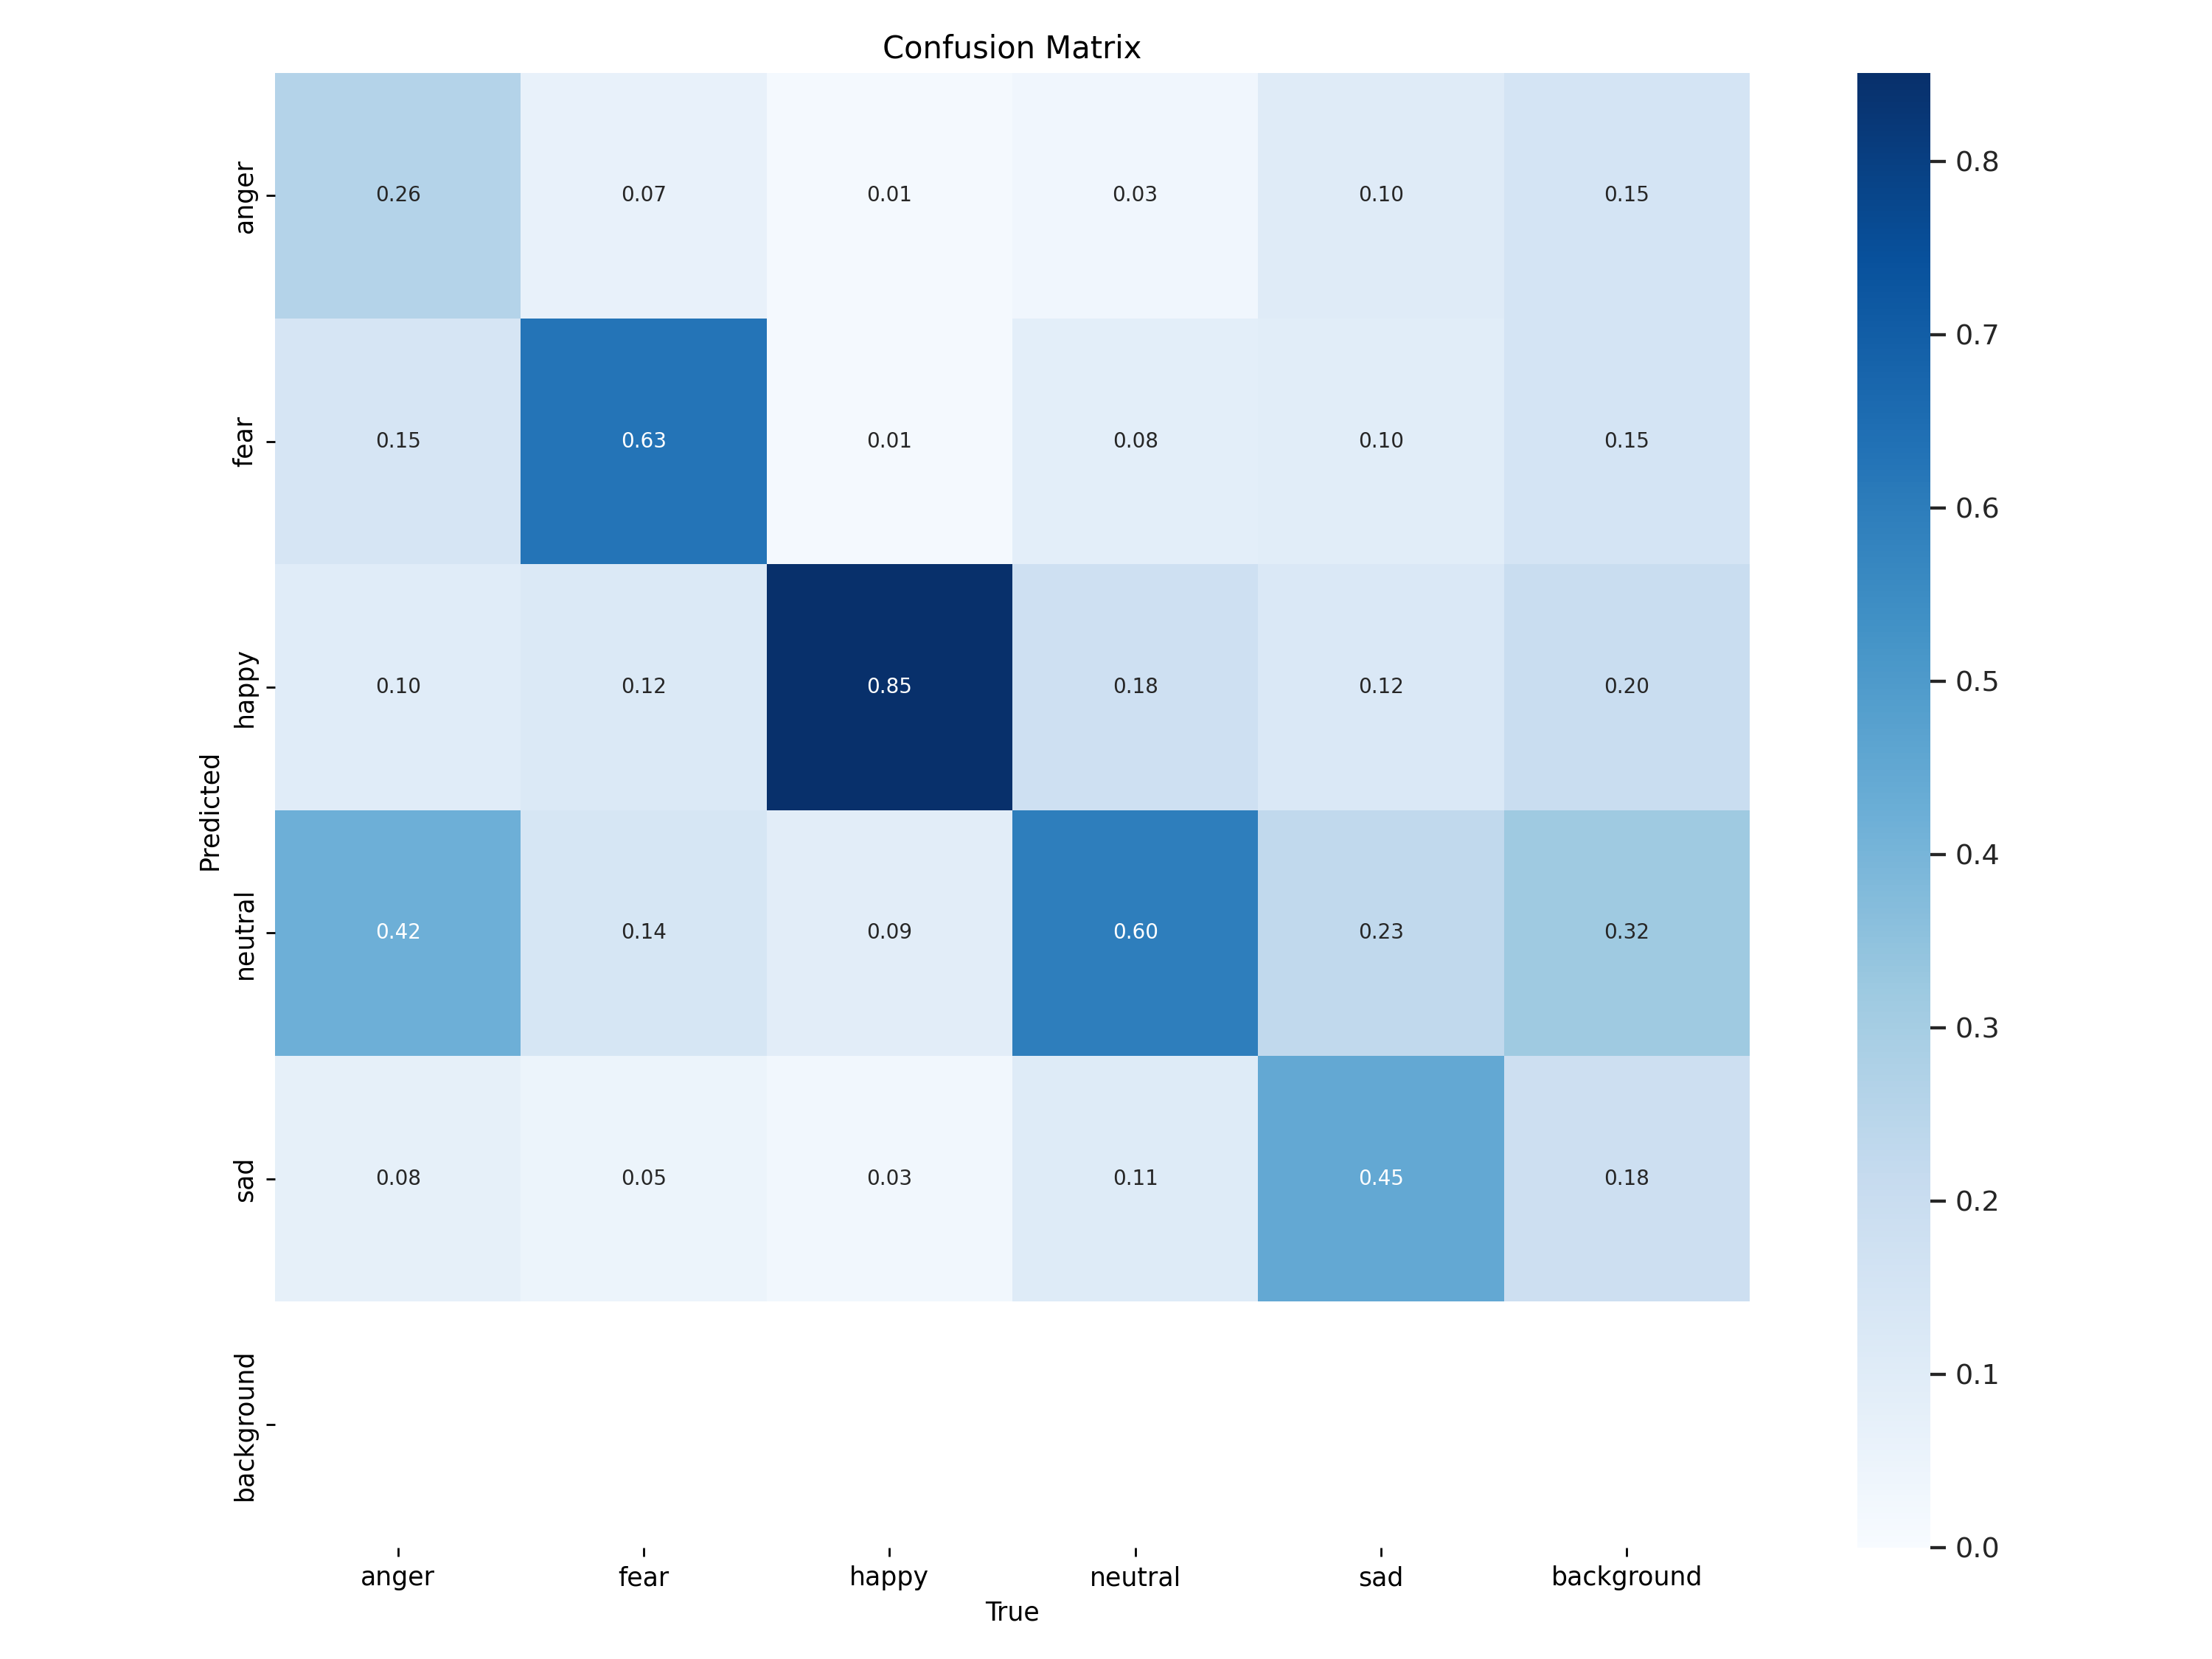 Confusion Matrix
anger 0.26 0.07 0.01 0.03 0.10 0.15
fear 0.15 0.63 0.01 0.08 0.10 0.15
happy 0.10 0.12 0.85 0.18 0.12 0.20
neutral 0.42 0.14 0.09 0.60 0.23 0.32
sad 0.08 0.05 0.03 0.11 0.45 0.18
background
Predicted
anger fear happy neutral sad background
True
0.8
0.7
0.6
0.5
0.4
0.3
0.2
0.1
0.0